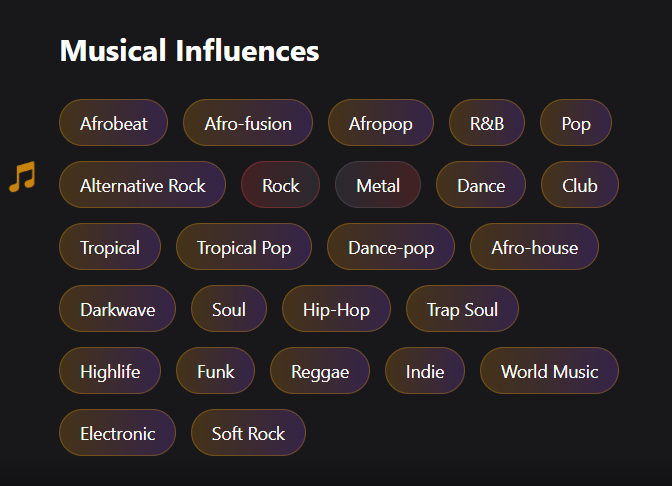 Musical Influences
Afrobeat Afro-fusion Afropop R&B Pop
Alternative Rock Rock Metal Dance Club
Tropical Tropical Pop Dance-pop Afro-house
Darkwave Soul Hip-Hop Trap Soul
Highlife Funk Reggae Indie World Music
Electronic Soft Rock